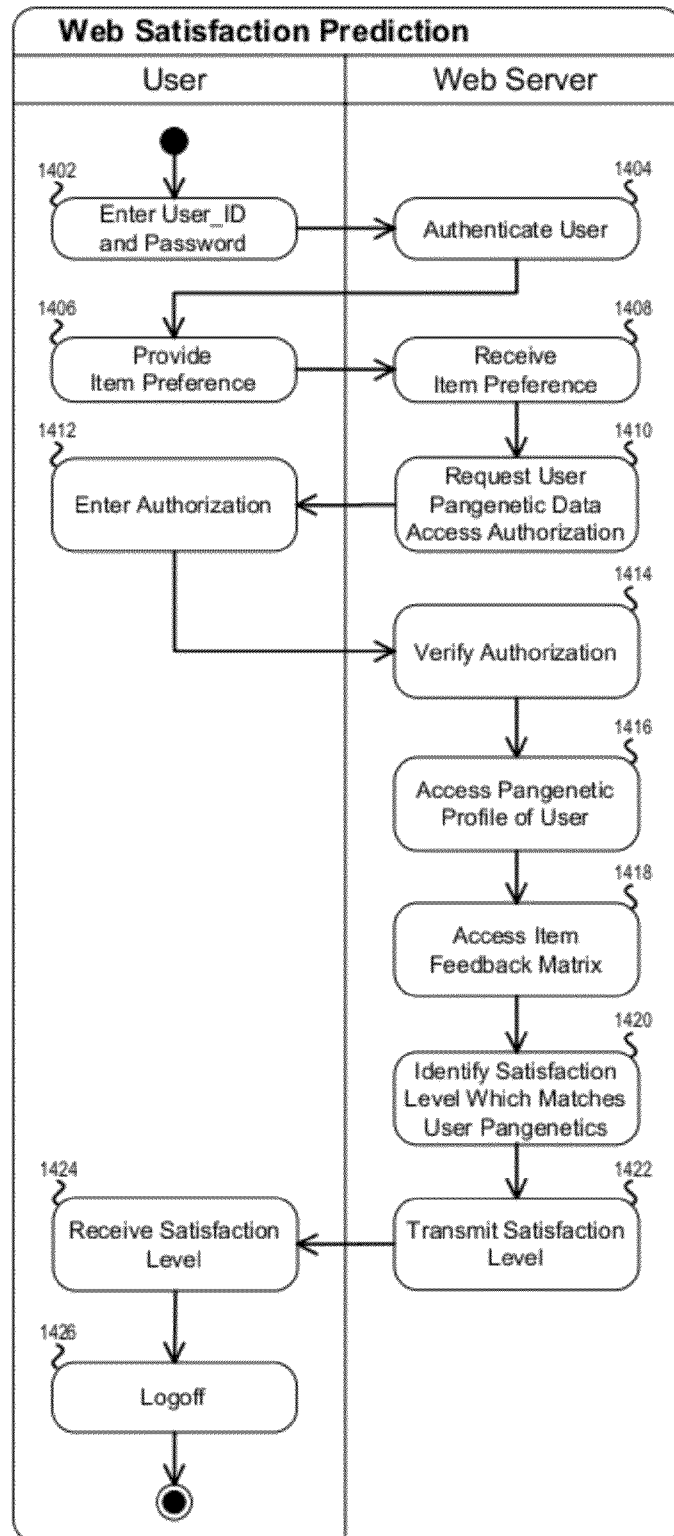 Web Satisfaction Prediction
User
Web Server
1402
Enter User_ID
and Password
1404
Authenticate User
1406
Provide
Item Preference
1408
Receive
Item Preference
1412
Enter Authorization
1410
Request User
Pangenetic Data
Access Authorization
1414
Verify Authorization
1416
Access Pangenetic
Profile of User
1418
Access Item
Feedback Matrix
1420
Identify Satisfaction
Level Which Matches
User Pangenetics
1424
Receive Satisfaction
Level
1422
Transmit Satisfaction
Level
1426
Logoff